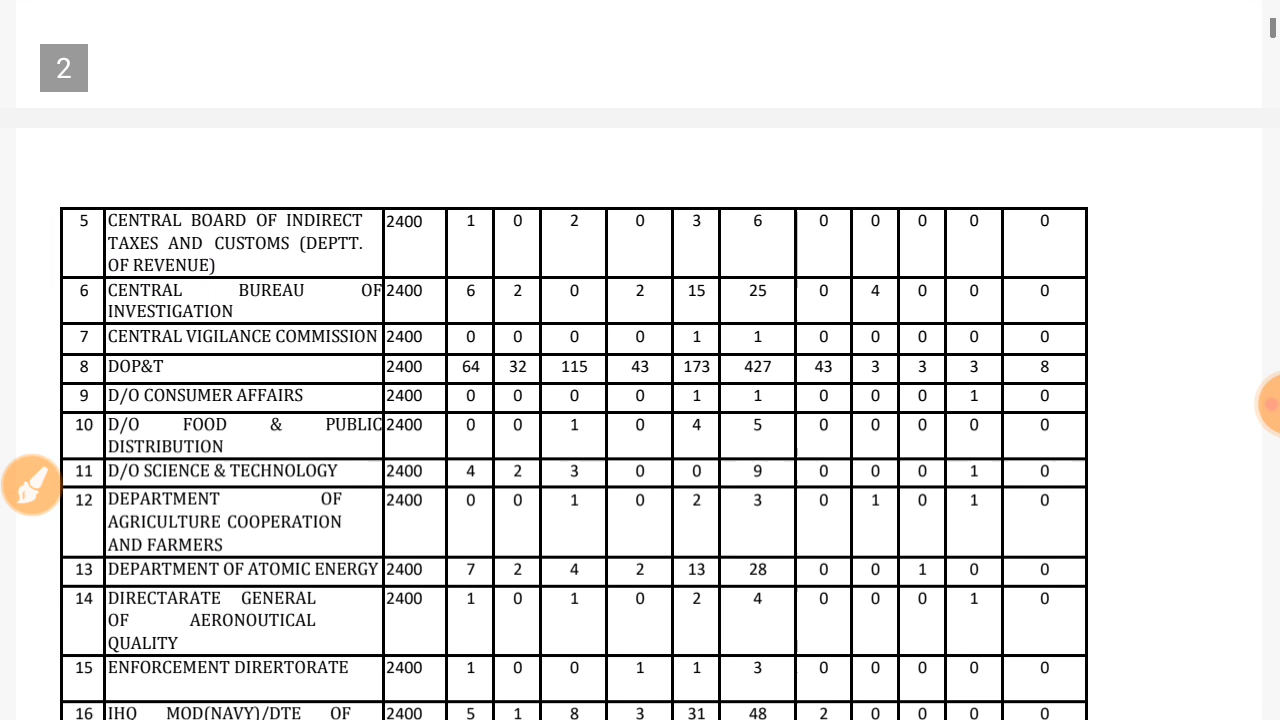 2
5 CENTRAL BOARD OF INDIRECT 2400 1 0 2 0 3 6 0 0 0 0 0
TAXES AND CUSTOMS (DEPTT.
OF REVENUE)
6 CENTRAL BUREAU OF 2400 6 2 0 2 15 25 0 4 0 0 0
INVESTIGATION
7 CENTRAL VIGILANCE COMMISSION 2400 0 0 0 0 1 1 0 0 0 0 0
8 DOP&T 2400 64 32 115 43 173 427 43 3 3 3 8
9 D/O CONSUMER AFFAIRS 2400 0 0 0 0 1 1 0 0 0 1 0
10 D/O FOOD & PUBLIC 2400 0 0 1 0 4 5 0 0 0 0 0
DISTRIBUTION
11 D/O SCIENCE & TECHNOLOGY 2400 4 2 3 0 0 9 0 0 0 1 0
12 DEPARTMENT OF 2400 0 0 1 0 2 3 0 1 0 1 0
AGRICULTURE COOPERATION
AND FARMERS
13 DEPARTMENT OF ATOMIC ENERGY 2400 7 2 4 2 13 28 0 0 1 0 0
14 DIRECTARATE GENERAL 2400 1 0 1 0 2 4 0 0 0 1 0
OF AERONOUTICAL
QUALITY
15 ENFORCEMENT DIRERTORATE 2400 1 0 0 1 1 3 0 0 0 0 0
16 IHQ MOD(NAVY)/DTE OF 2400 5 1 8 3 31 48 2 0 0 0 0